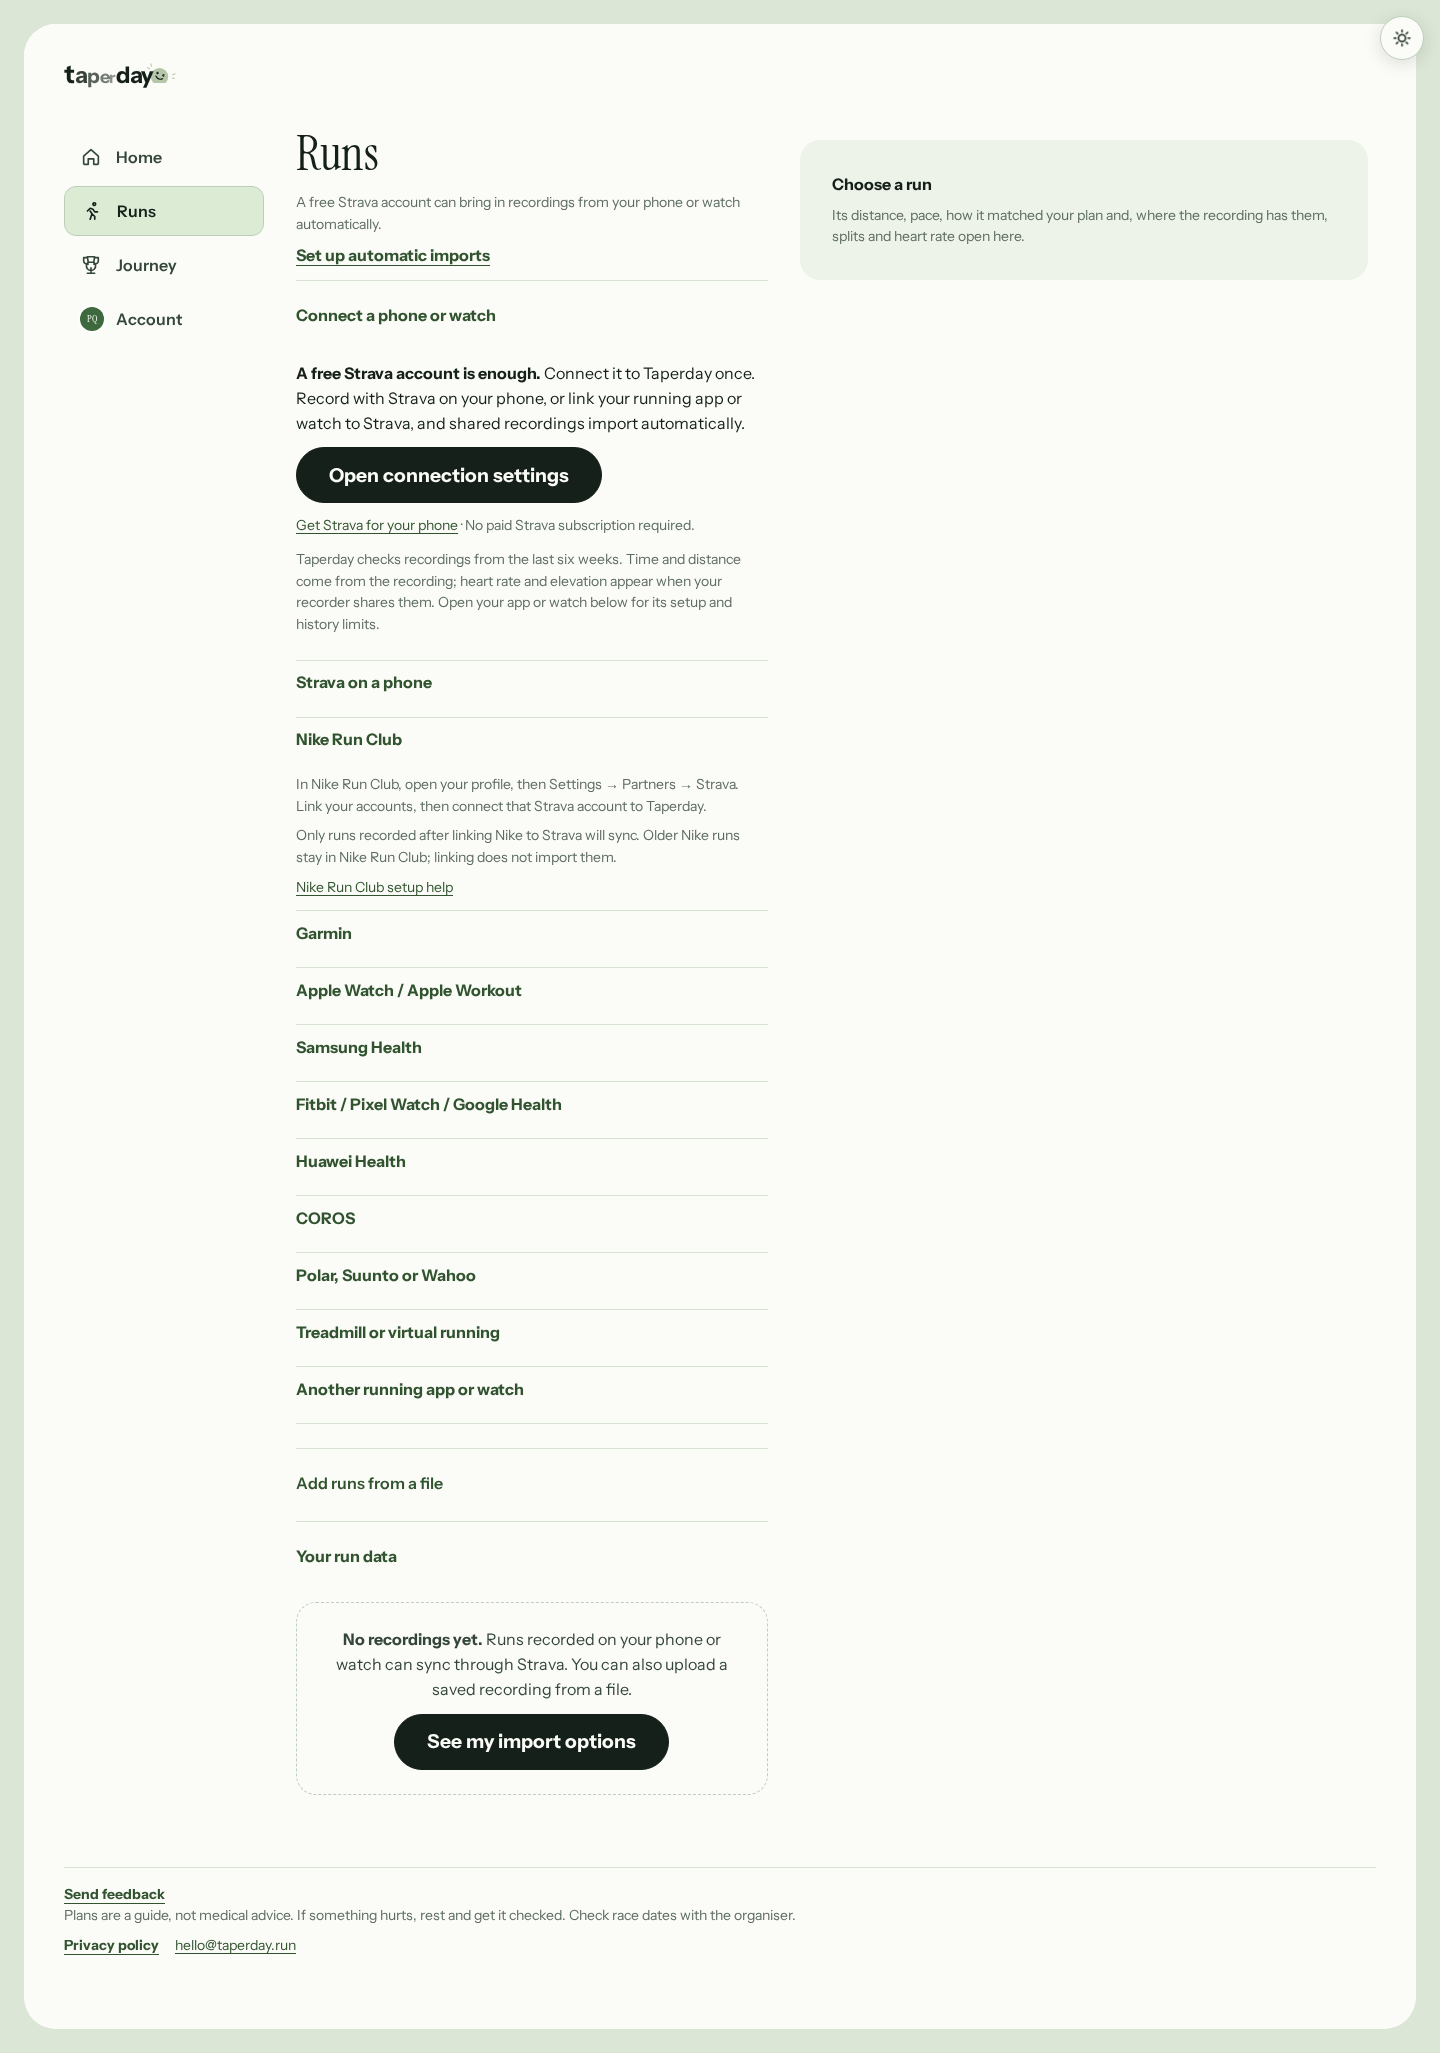 taperday
Home
Runs
Journey
PQ
Account
Runs
A free Strava account can bring in recordings from your phone or watch
automatically.
Set up automatic imports
Connect a phone or watch
A free Strava account is enough. Connect it to Taperday once.
Record with Strava on your phone, or link your running app or
watch to Strava, and shared recordings import automatically.
Open connection settings
Get Strava for your phone · No paid Strava subscription required.
Taperday checks recordings from the last six weeks. Time and distance
come from the recording; heart rate and elevation appear when your
recorder shares them. Open your app or watch below for its setup and
history limits.
Strava on a phone
Nike Run Club
In Nike Run Club, open your profile, then Settings → Partners → Strava.
Link your accounts, then connect that Strava account to Taperday.
Only runs recorded after linking Nike to Strava will sync. Older Nike runs
stay in Nike Run Club; linking does not import them.
Nike Run Club setup help
Garmin
Apple Watch / Apple Workout
Samsung Health
Fitbit / Pixel Watch / Google Health
Huawei Health
COROS
Polar, Suunto or Wahoo
Treadmill or virtual running
Another running app or watch
Add runs from a file
Your run data
No recordings yet. Runs recorded on your phone or
watch can sync through Strava. You can also upload a
saved recording from a file.
See my import options
Choose a run
Its distance, pace, how it matched your plan and, where the recording has them,
splits and heart rate open here.
Send feedback
Plans are a guide, not medical advice. If something hurts, rest and get it checked. Check race dates with the organiser.
Privacy policy
hello@taperday.run